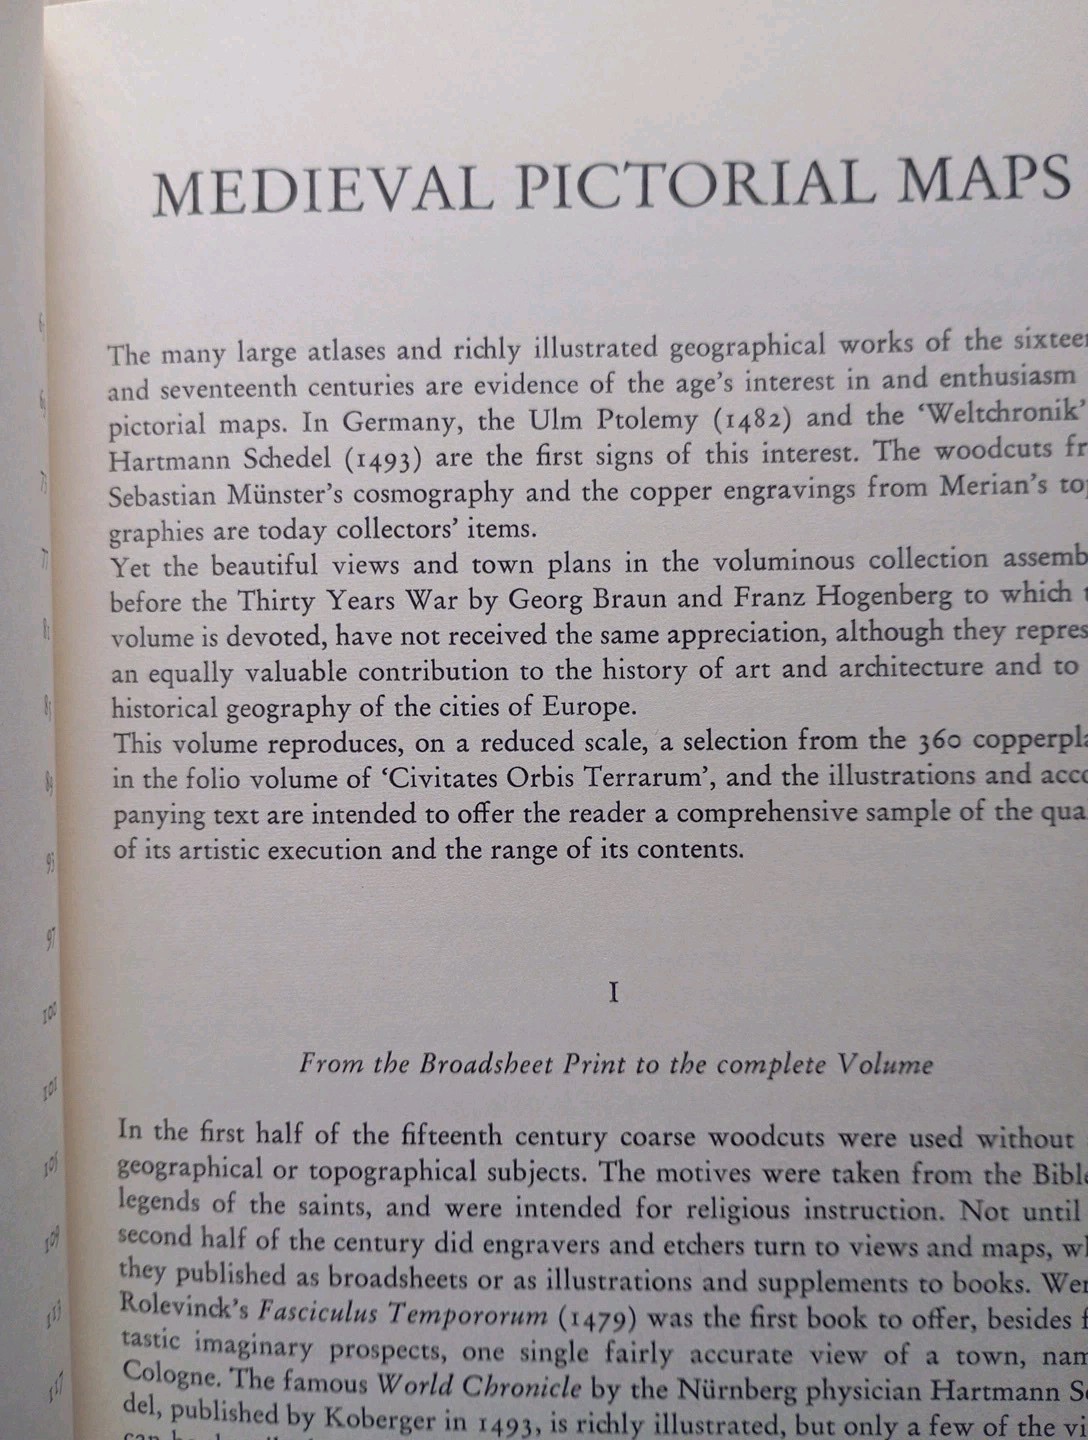 MEDIEVAL PICTORIAL MAPS
The many large atlases and richly illustrated geographical works of the
and seventeenth centuries are evidence of the age's interest in and enthusiasm
pictorial maps. In Germany, the Ulm Ptolemy (1482) and the ‘Weltchronik’
Hartmann Schedel (1493) are the first signs of this interest. The woodcuts
Sebastian Münster's cosmography and the copper engravings from Merian's
graphies are today collectors' items.
Yet the beautiful views and town plans in the voluminous collection
before the Thirty Years War by Georg Braun and Franz Hogenberg to which
volume is devoted, have not received the same appreciation, although they
an equally valuable contribution to the history of art and architecture and to
historical geography of the cities of Europe.
This volume reproduces, on a reduced scale, a selection from the 360
in the folio volume of ‘Civitates Orbis Terrarum’, and the illustrations and
panying text are intended to offer the reader a comprehensive sample of the
of its artistic execution and the range of its contents.
I
From the Broadsheet Print to the complete Volume
In the first half of the fifteenth century coarse woodcuts were used without
geographical or topographical subjects. The motives were taken from the
legends of the saints, and were intended for religious instruction. Not until
second half of the century did engravers and etchers turn to views and maps,
they published as broadsheets or as illustrations and supplements to books.
Rolevinck's Fasciculus Tempororum (1479) was the first book to offer, besides
tastic imaginary prospects, one single fairly accurate view of a town,
Cologne. The famous World Chronicle by the Nürnberg physician Hartmann
del, published by Koberger in 1493, is richly illustrated, but only a few of the
77
81
89
93
97
100
101
105
109
113
117